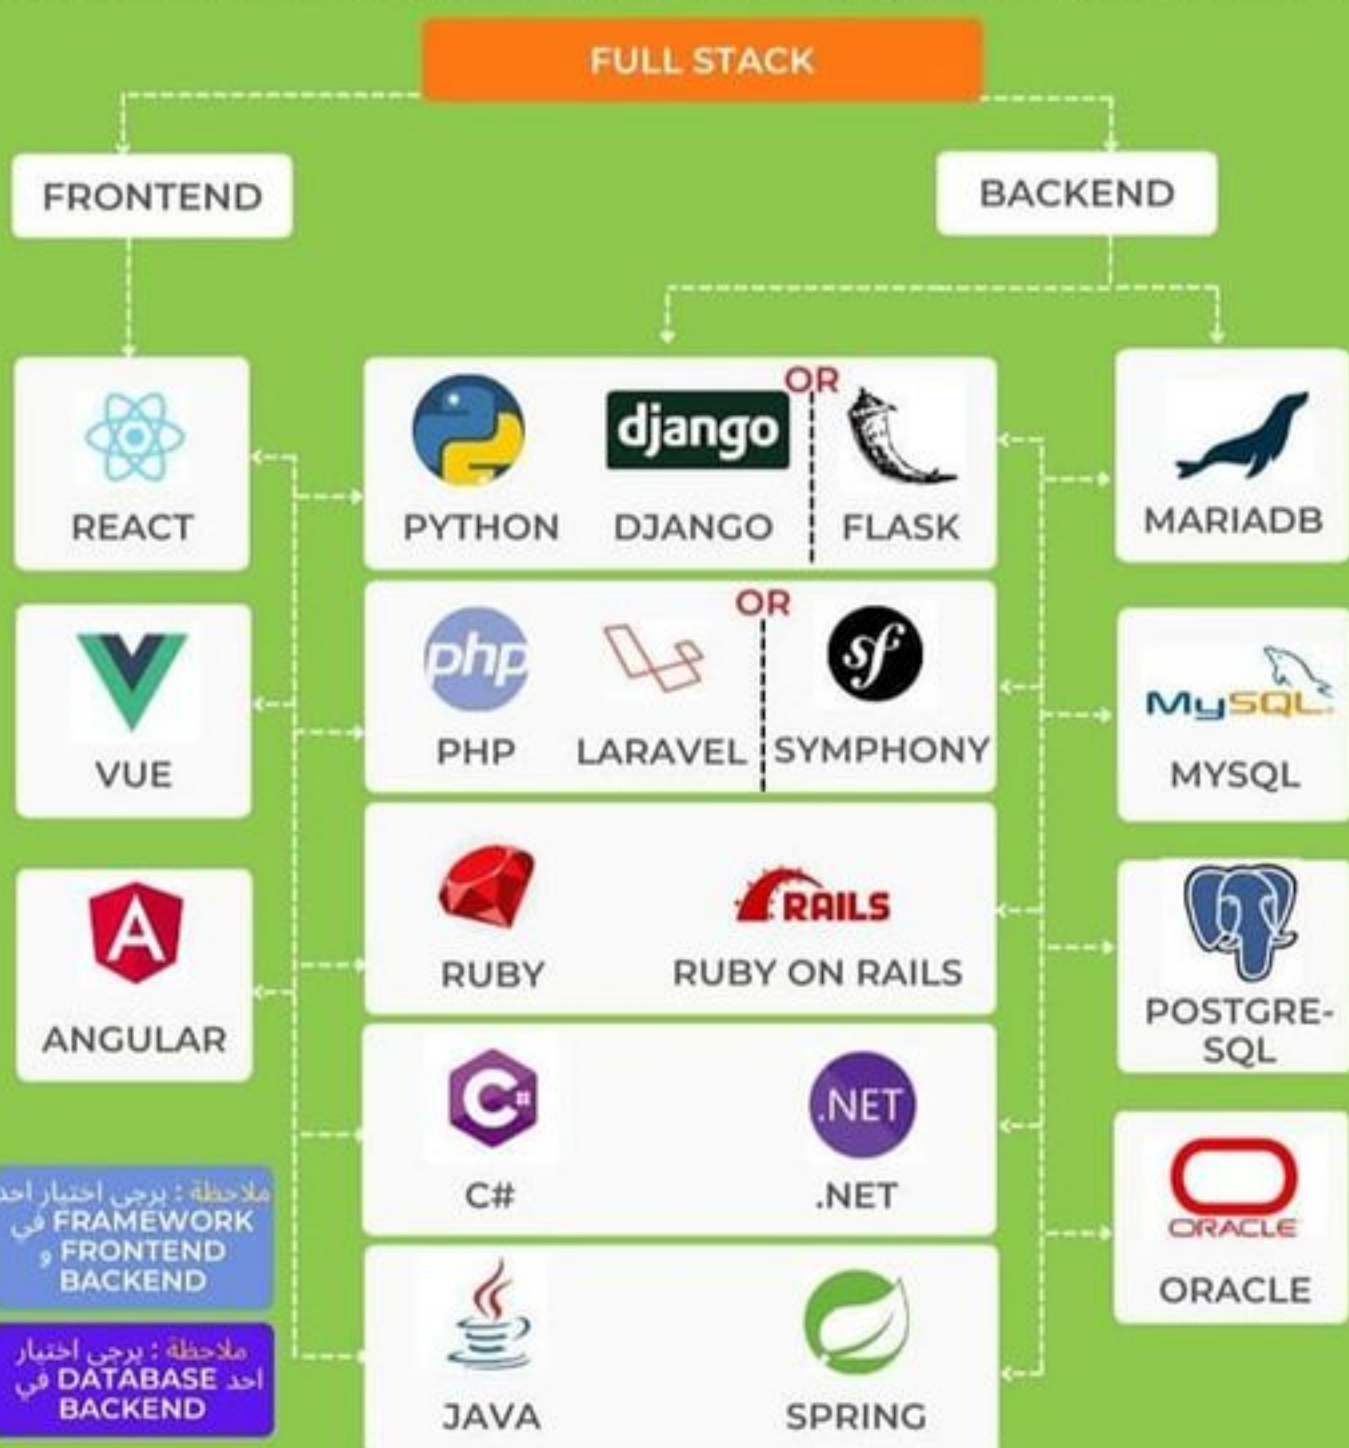 FULL STACK
FRONTEND
BACKEND
REACT
django
OR
PYTHON
DJANGO
FLASK
MARIADB
VUE
php
OR
sf
PHP
LARAVEL
SYMPHONY
MySQL
MYSQL
ANGULAR
RAILS
RUBY
RUBY ON RAILS
POSTGRE-
SQL
C#
.NET
C#
.NET
ORACLE
ORACLE
ملاحظة : يرجى اختيار احد
FRAMEWORK في
FRONTEND و
BACKEND
ملاحظة : يرجى اختيار
احد DATABASE في
BACKEND
JAVA
SPRING